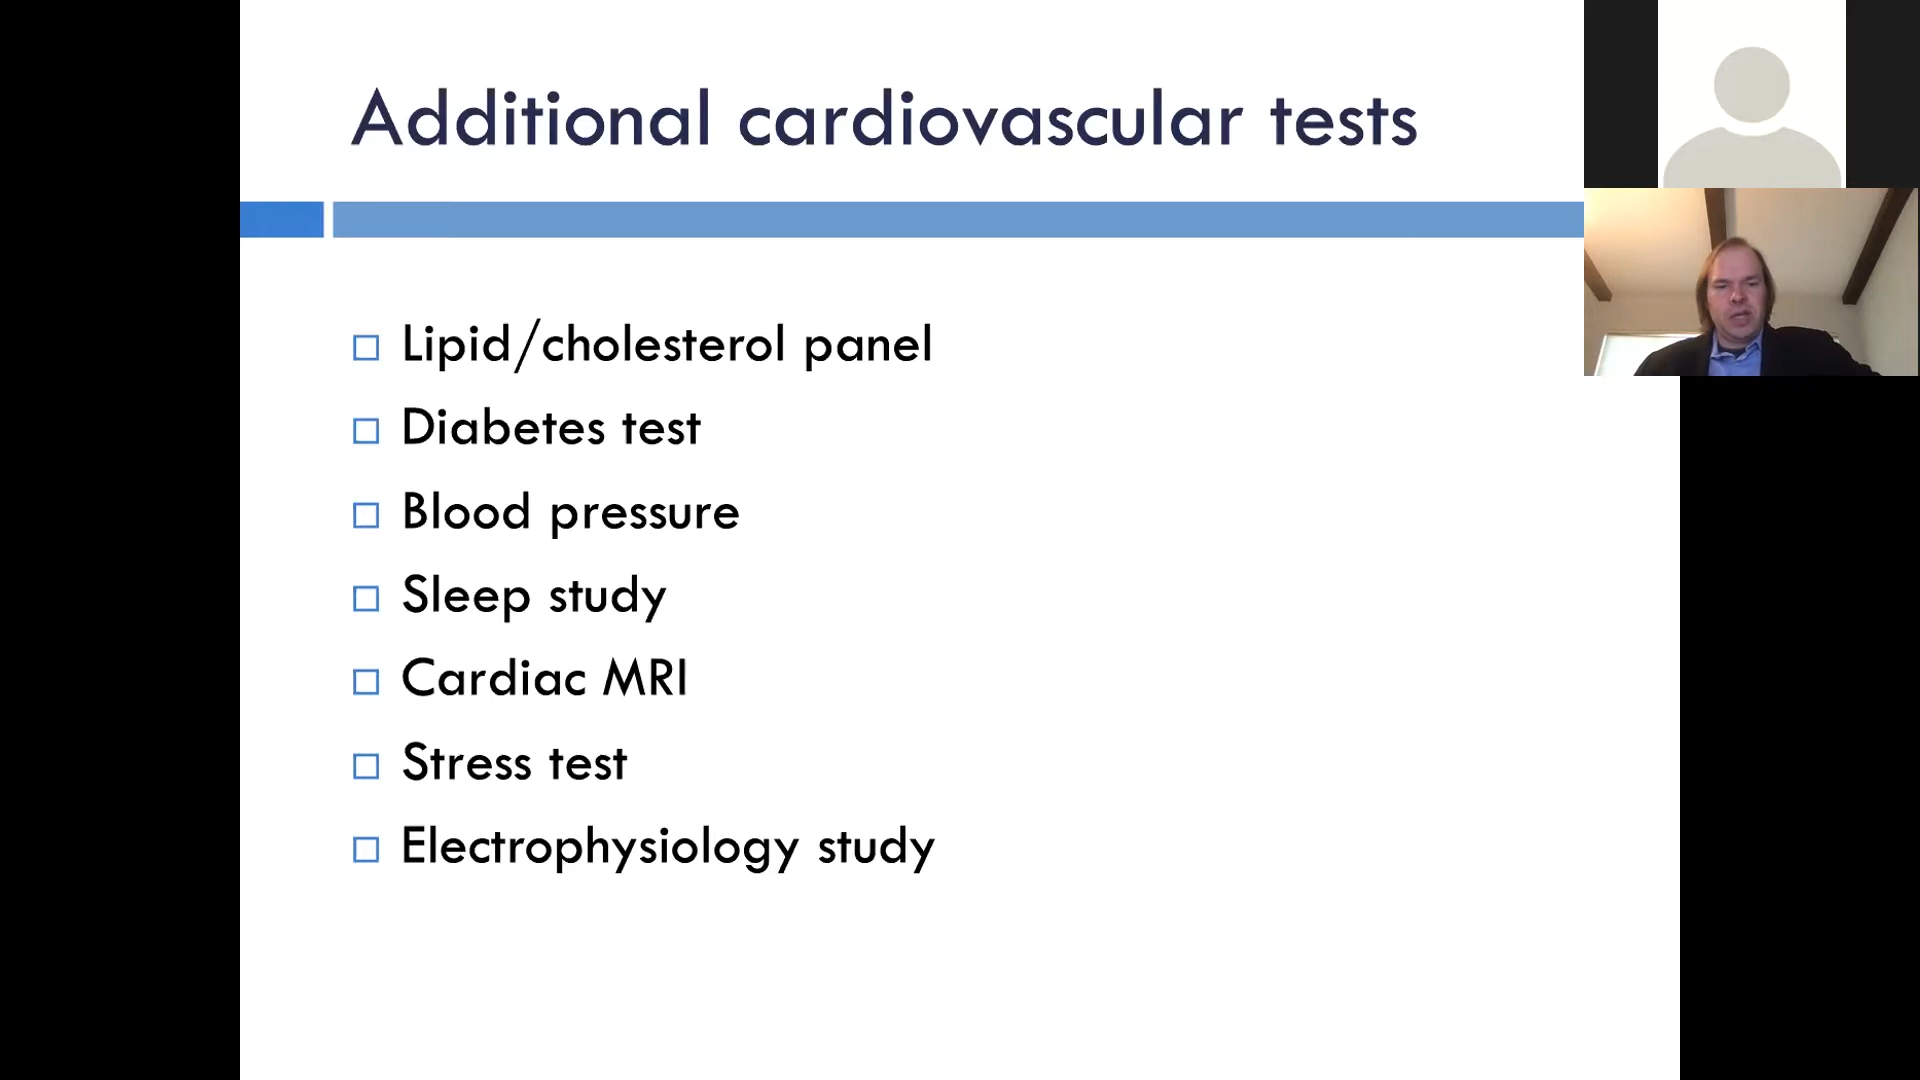 Additional cardiovascular tests
Lipid/cholesterol panel
Diabetes test
Blood pressure
Sleep study
Cardiac MRI
Stress test
Electrophysiology study